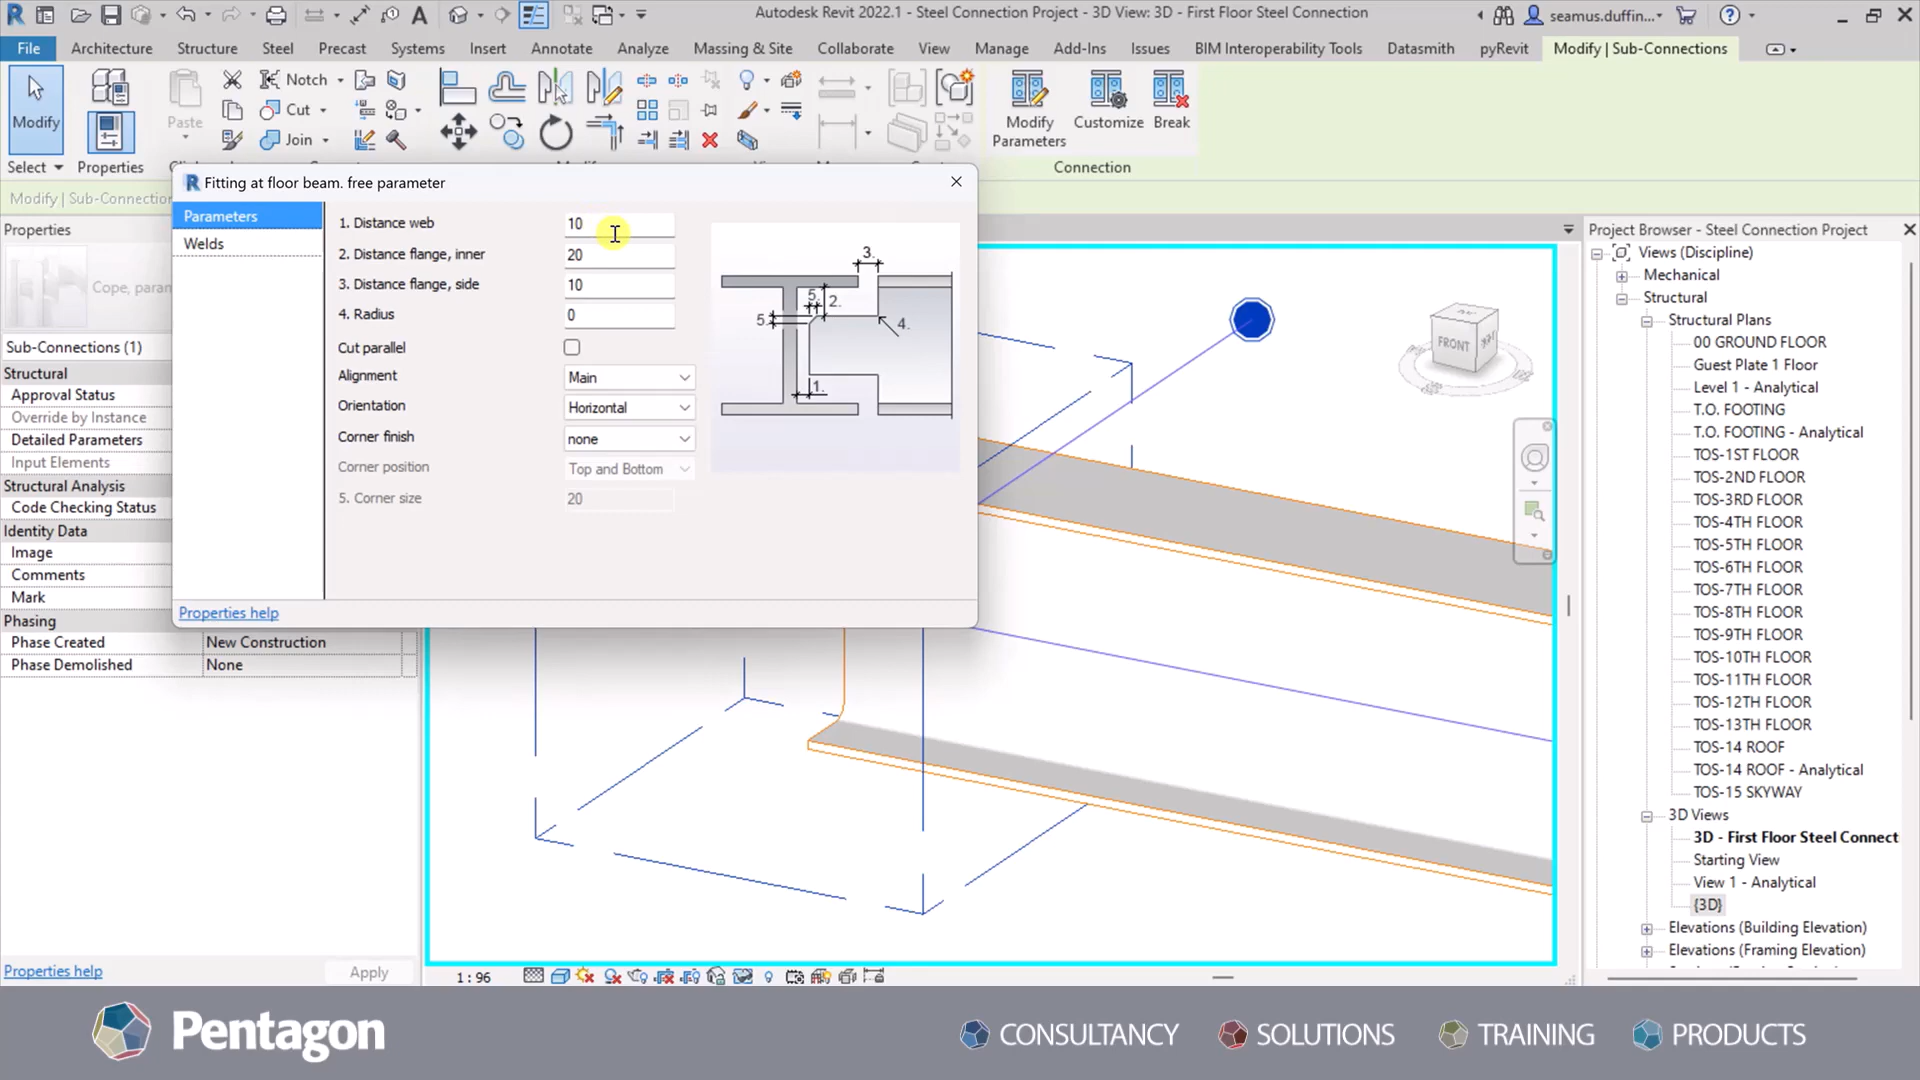 Autodesk Revit 2022.1 - Steel Connection Project - 3D View: 3D - First Floor Steel Connection
seamus.duffin...
File Architecture Structure Steel Precast Systems Insert Annotate Analyze Massing & Site Collaborate View Manage Add-Ins Issues BIM Interoperability Tools Datasmith pyRevit Modify | Sub-Connections
Modify
Select
Properties
Paste
Notch
Cut
Join
Modify Parameters
Customize
Break
Connection
Modify | Sub-Connection
Fitting at floor beam. free parameter
Parameters
Welds
1. Distance web 10
2. Distance flange, inner 20
3. Distance flange, side 10
4. Radius 0
Cut parallel
Alignment Main
Orientation Horizontal
Corner finish none
Corner position Top and Bottom
5. Corner size 20
3.
5.
2.
5.
4.
1.
Properties help
Properties
Cope, param
Sub-Connections (1)
Structural
Approval Status
Override by Instance
Detailed Parameters
Input Elements
Structural Analysis
Code Checking Status
Identity Data
Image
Comments
Mark
Phasing
Phase Created New Construction
Phase Demolished None
Properties help
Apply
FRONT
1 : 96
Project Browser - Steel Connection Project
Views (Discipline)
Mechanical
Structural
Structural Plans
00 GROUND FLOOR
Guest Plate 1 Floor
Level 1 - Analytical
T.O. FOOTING
T.O. FOOTING - Analytical
TOS-1ST FLOOR
TOS-2ND FLOOR
TOS-3RD FLOOR
TOS-4TH FLOOR
TOS-5TH FLOOR
TOS-6TH FLOOR
TOS-7TH FLOOR
TOS-8TH FLOOR
TOS-9TH FLOOR
TOS-10TH FLOOR
TOS-11TH FLOOR
TOS-12TH FLOOR
TOS-13TH FLOOR
TOS-14 ROOF
TOS-14 ROOF - Analytical
TOS-15 SKYWAY
3D Views
3D - First Floor Steel Connect
Starting View
View 1 - Analytical
{3D}
Elevations (Building Elevation)
Elevations (Framing Elevation)
Pentagon
CONSULTANCY
SOLUTIONS
TRAINING
PRODUCTS